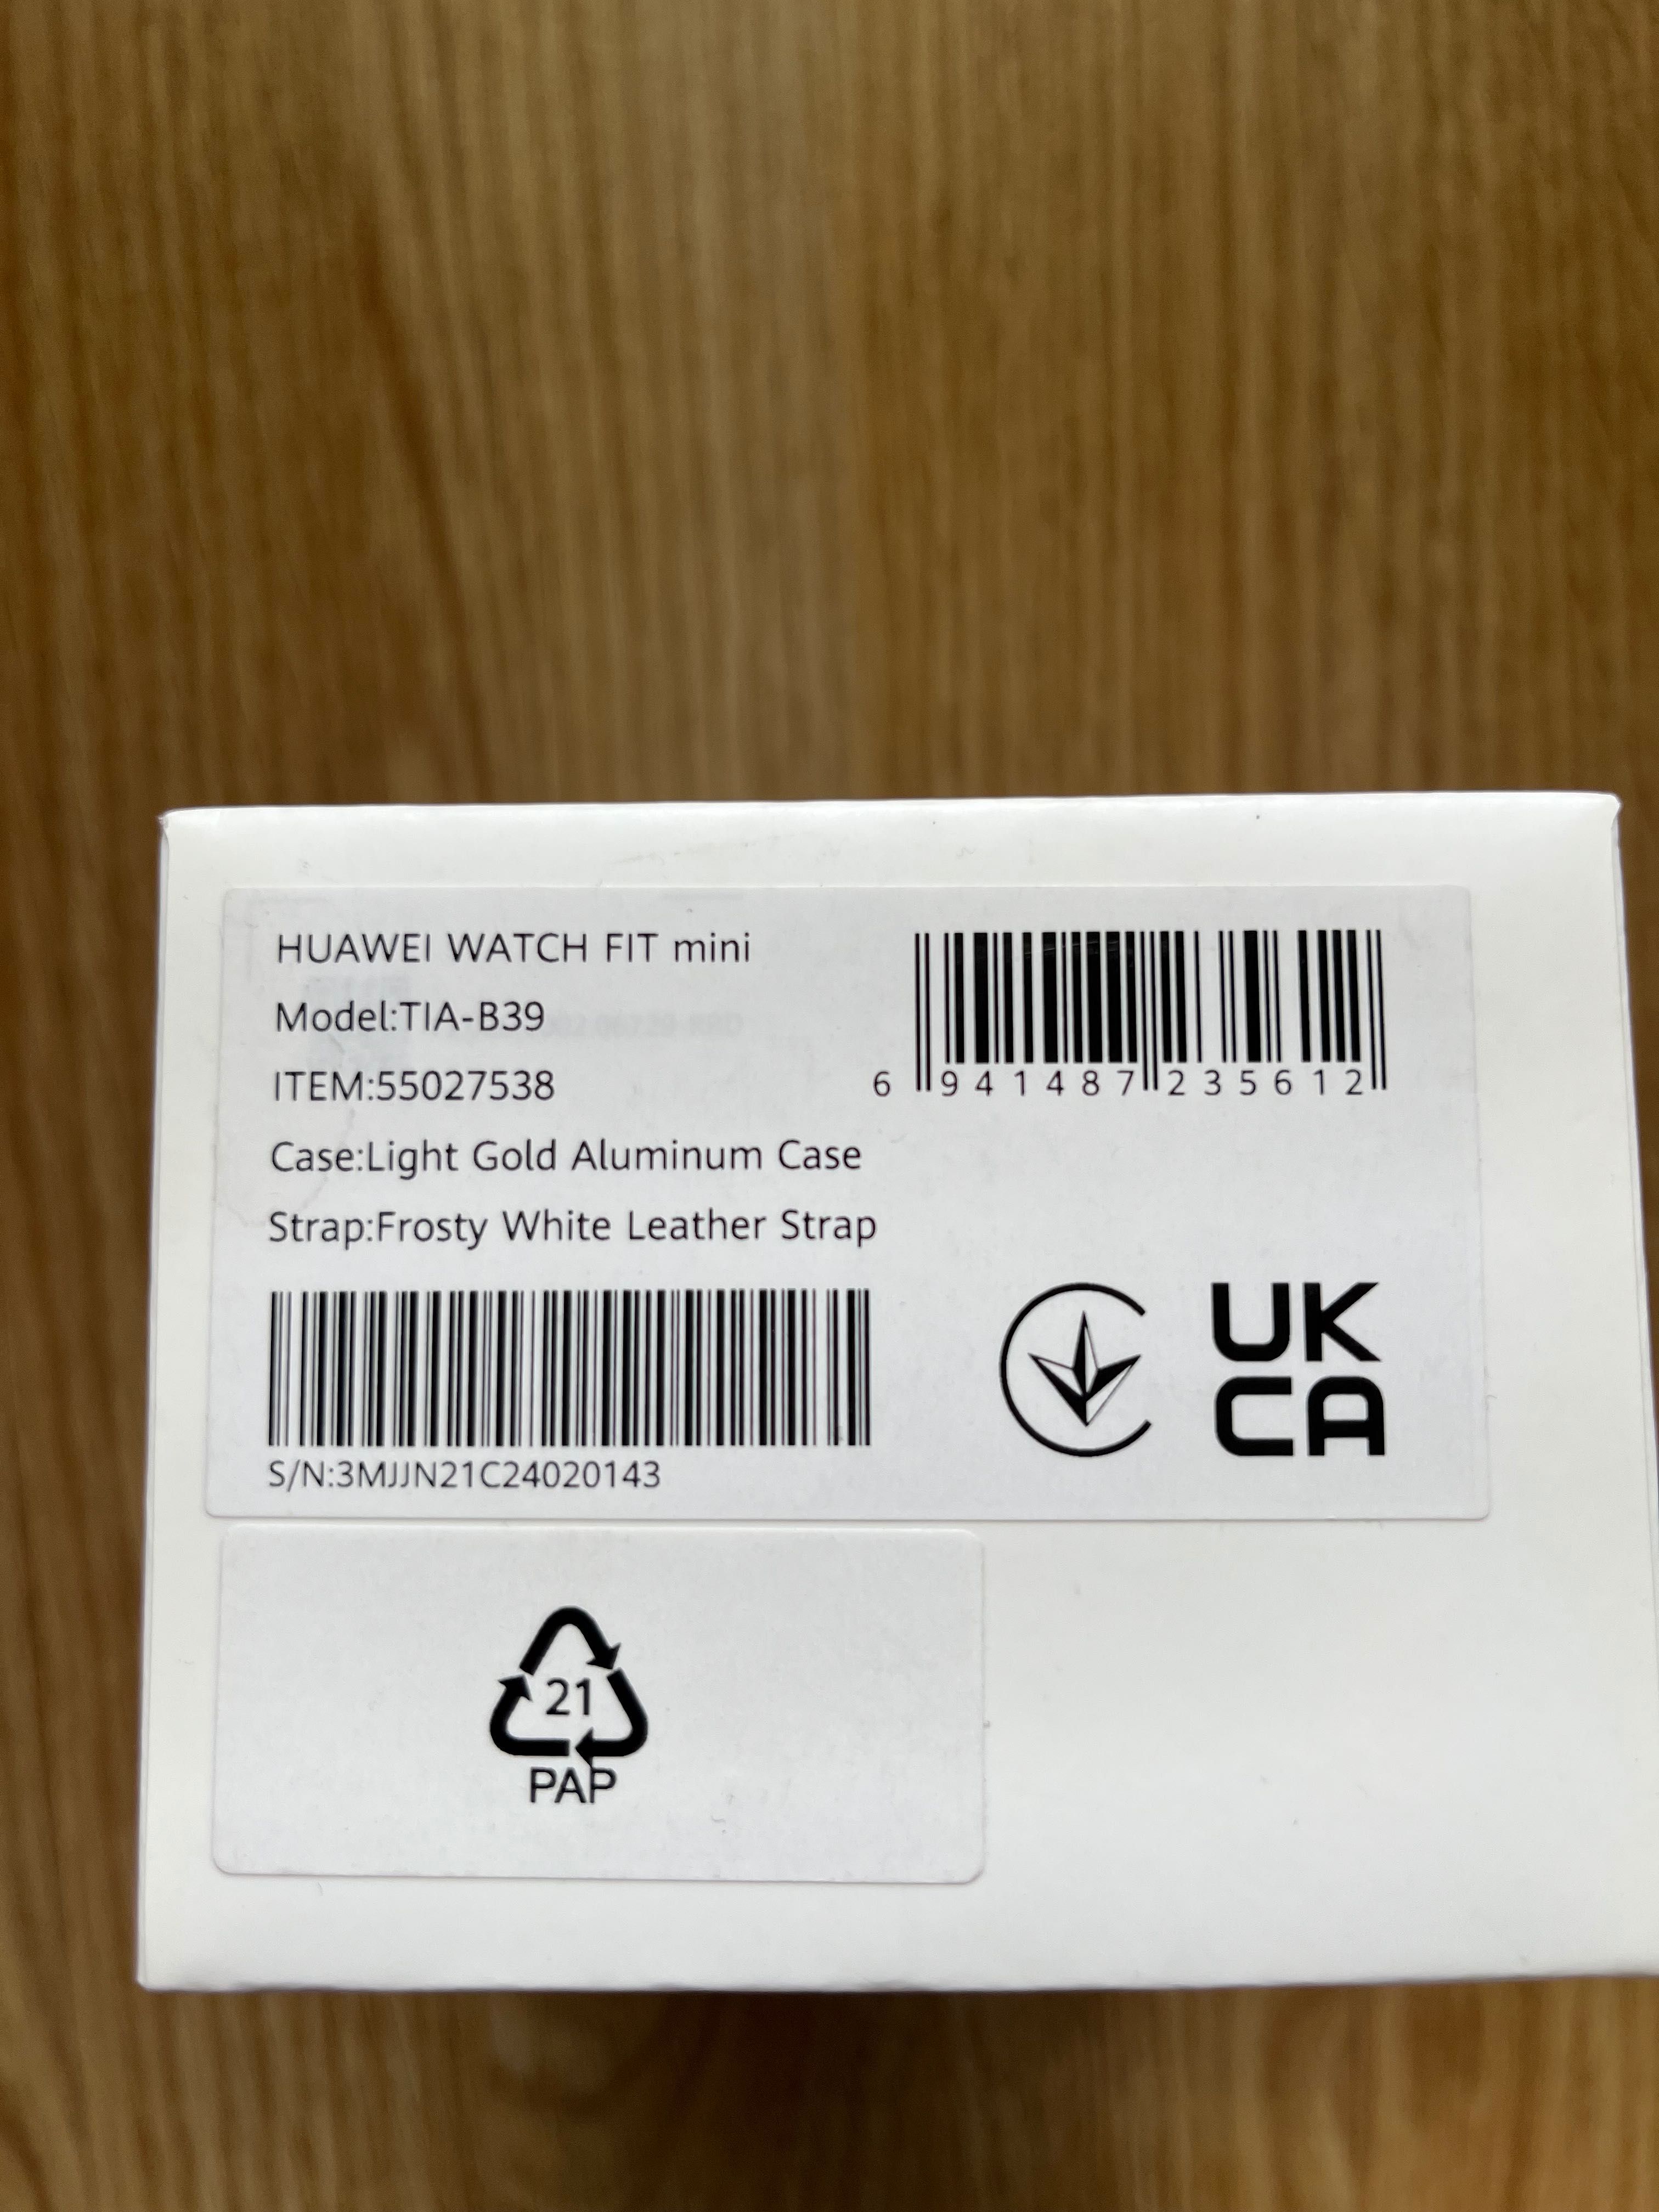 HUAWEI WATCH FIT mini
Model:TIA-B39
ITEM:55027538
Case:Light Gold Aluminum Case
Strap:Frosty White Leather Strap
6 941487 235612
S/N:3MJJN21C24020143
UK
CA
21
PAP